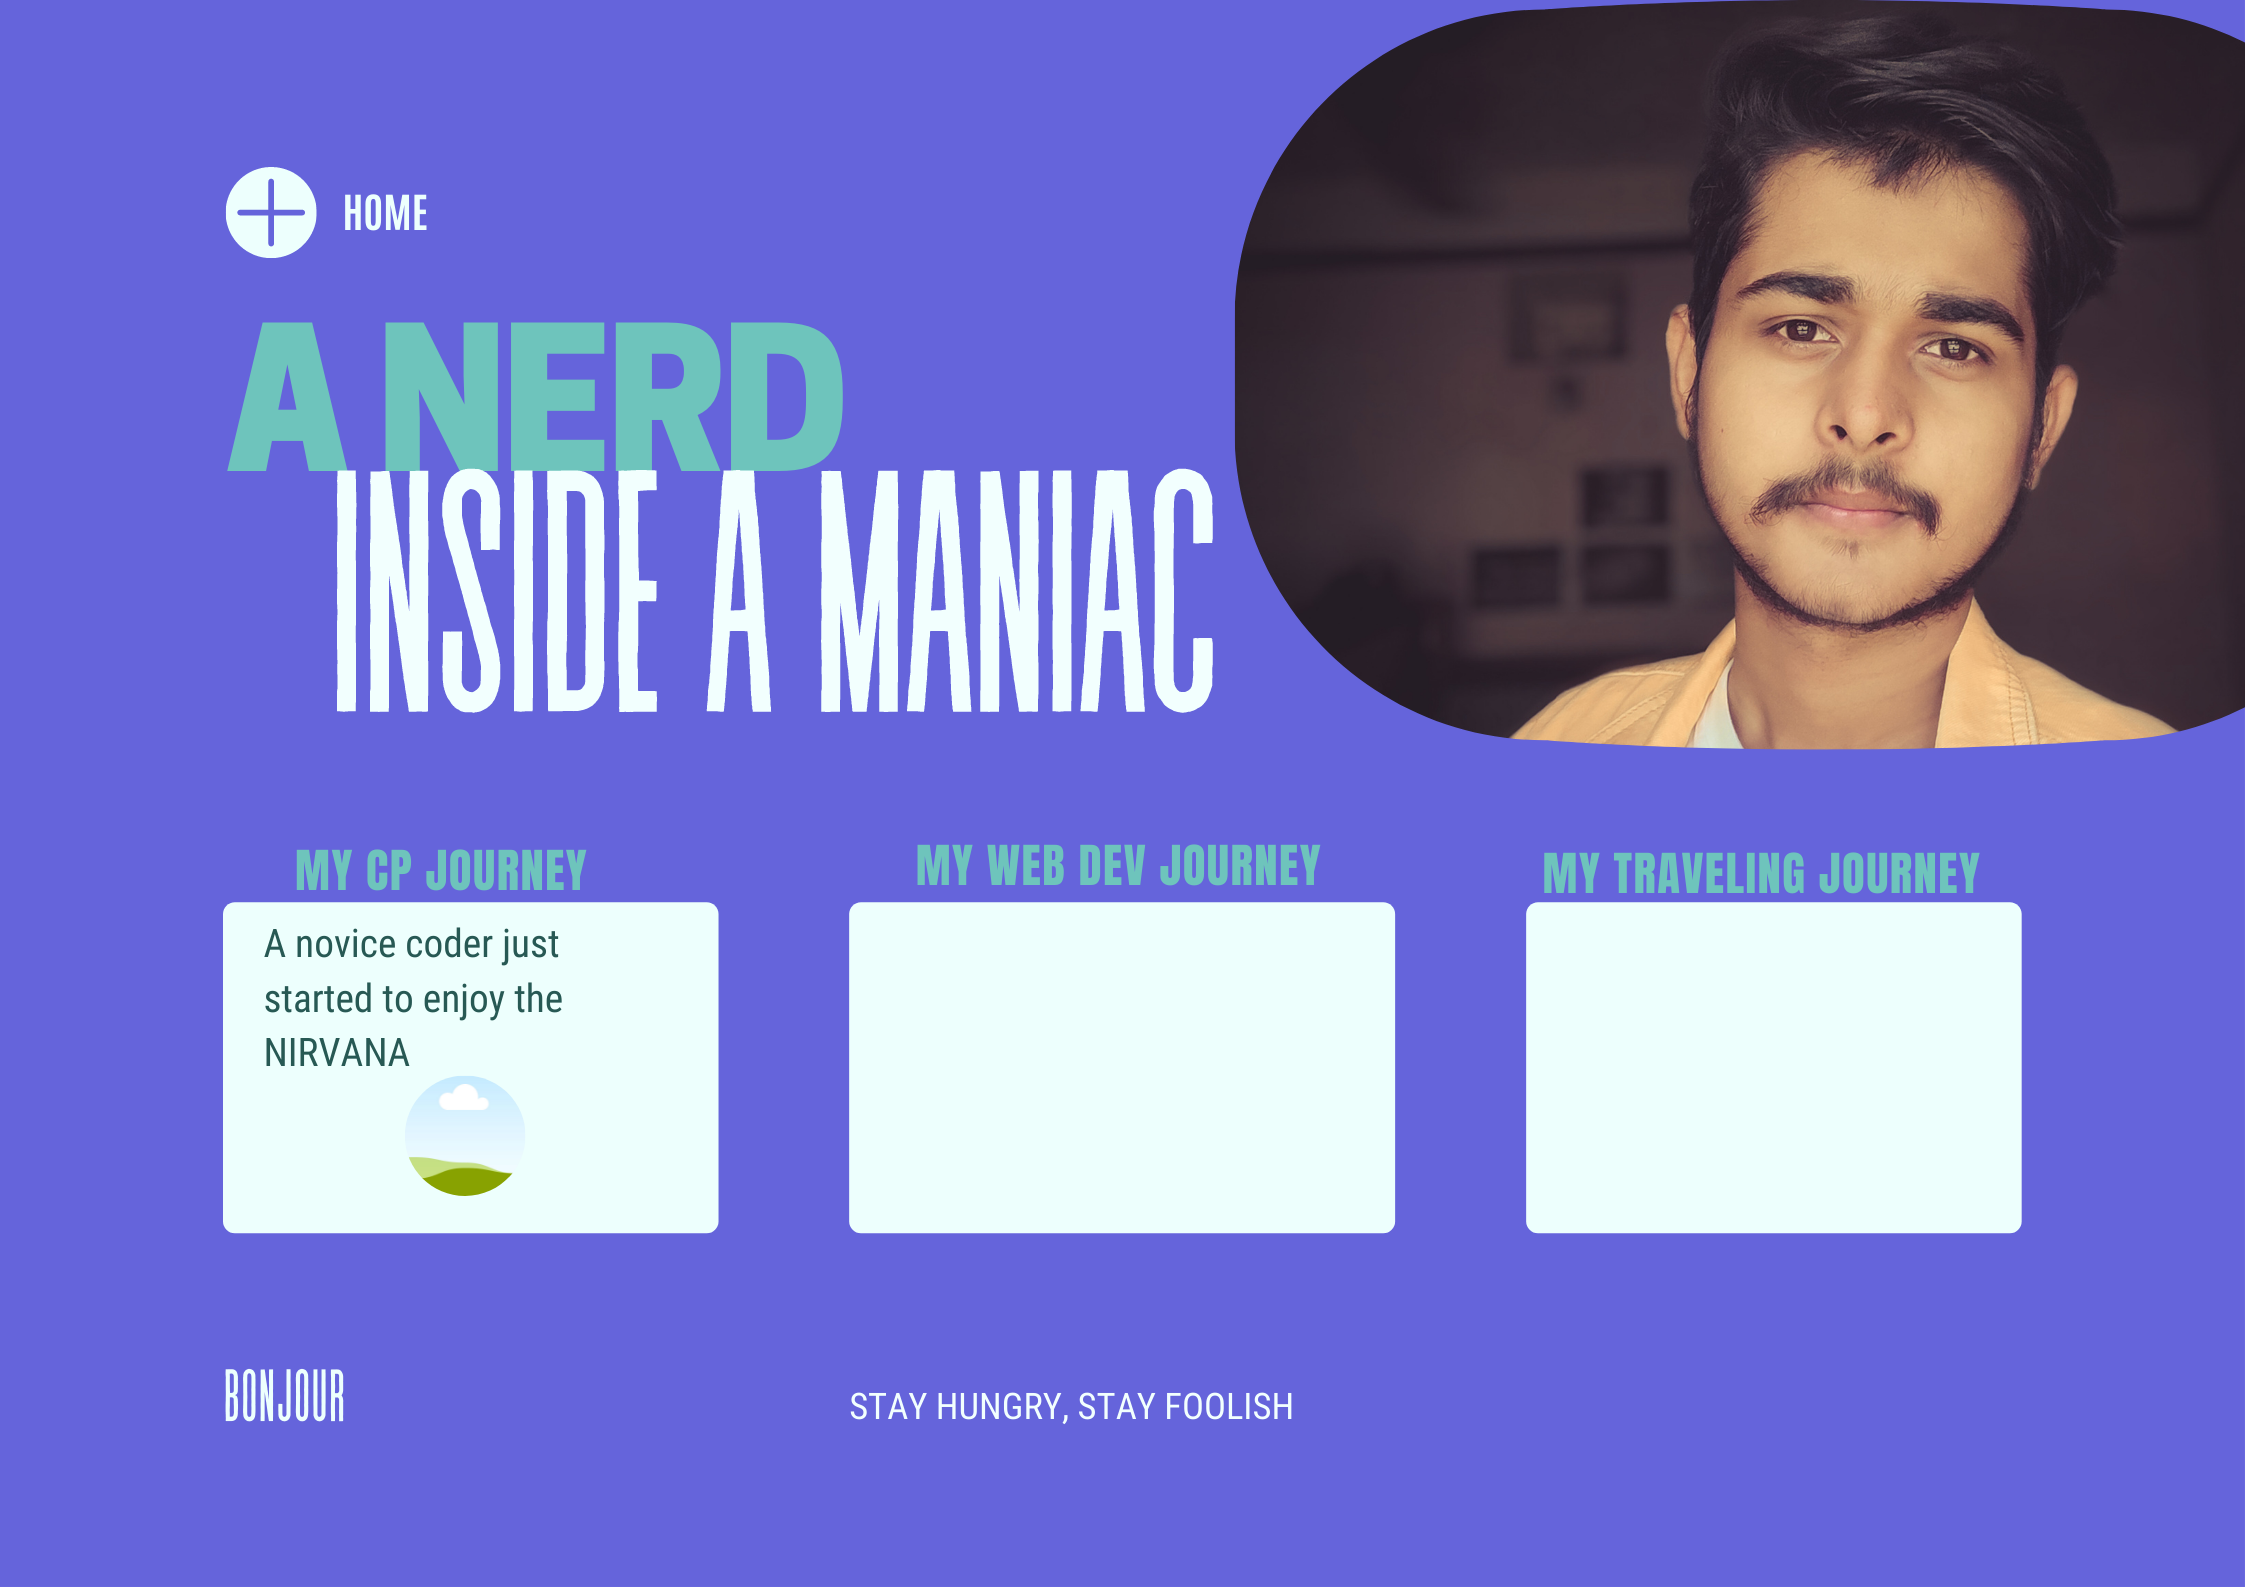 HOME
A NERD
INSIDE A MANIAC
MY CP JOURNEY
A novice coder just
started to enjoy the
NIRVANA
MY WEB DEV JOURNEY
MY TRAVELING JOURNEY
BONJOUR
STAY HUNGRY, STAY FOOLISH